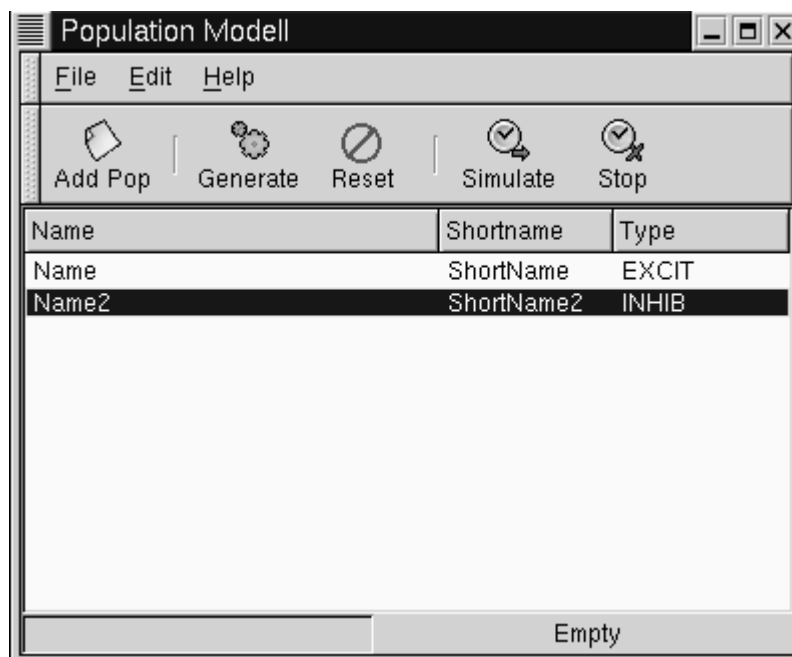 Population Modell
File Edit Help
Add Pop Generate Reset Simulate Stop
Name Shortname Type
Name ShortName EXCIT
Name2 ShortName2 INHIB
Empty